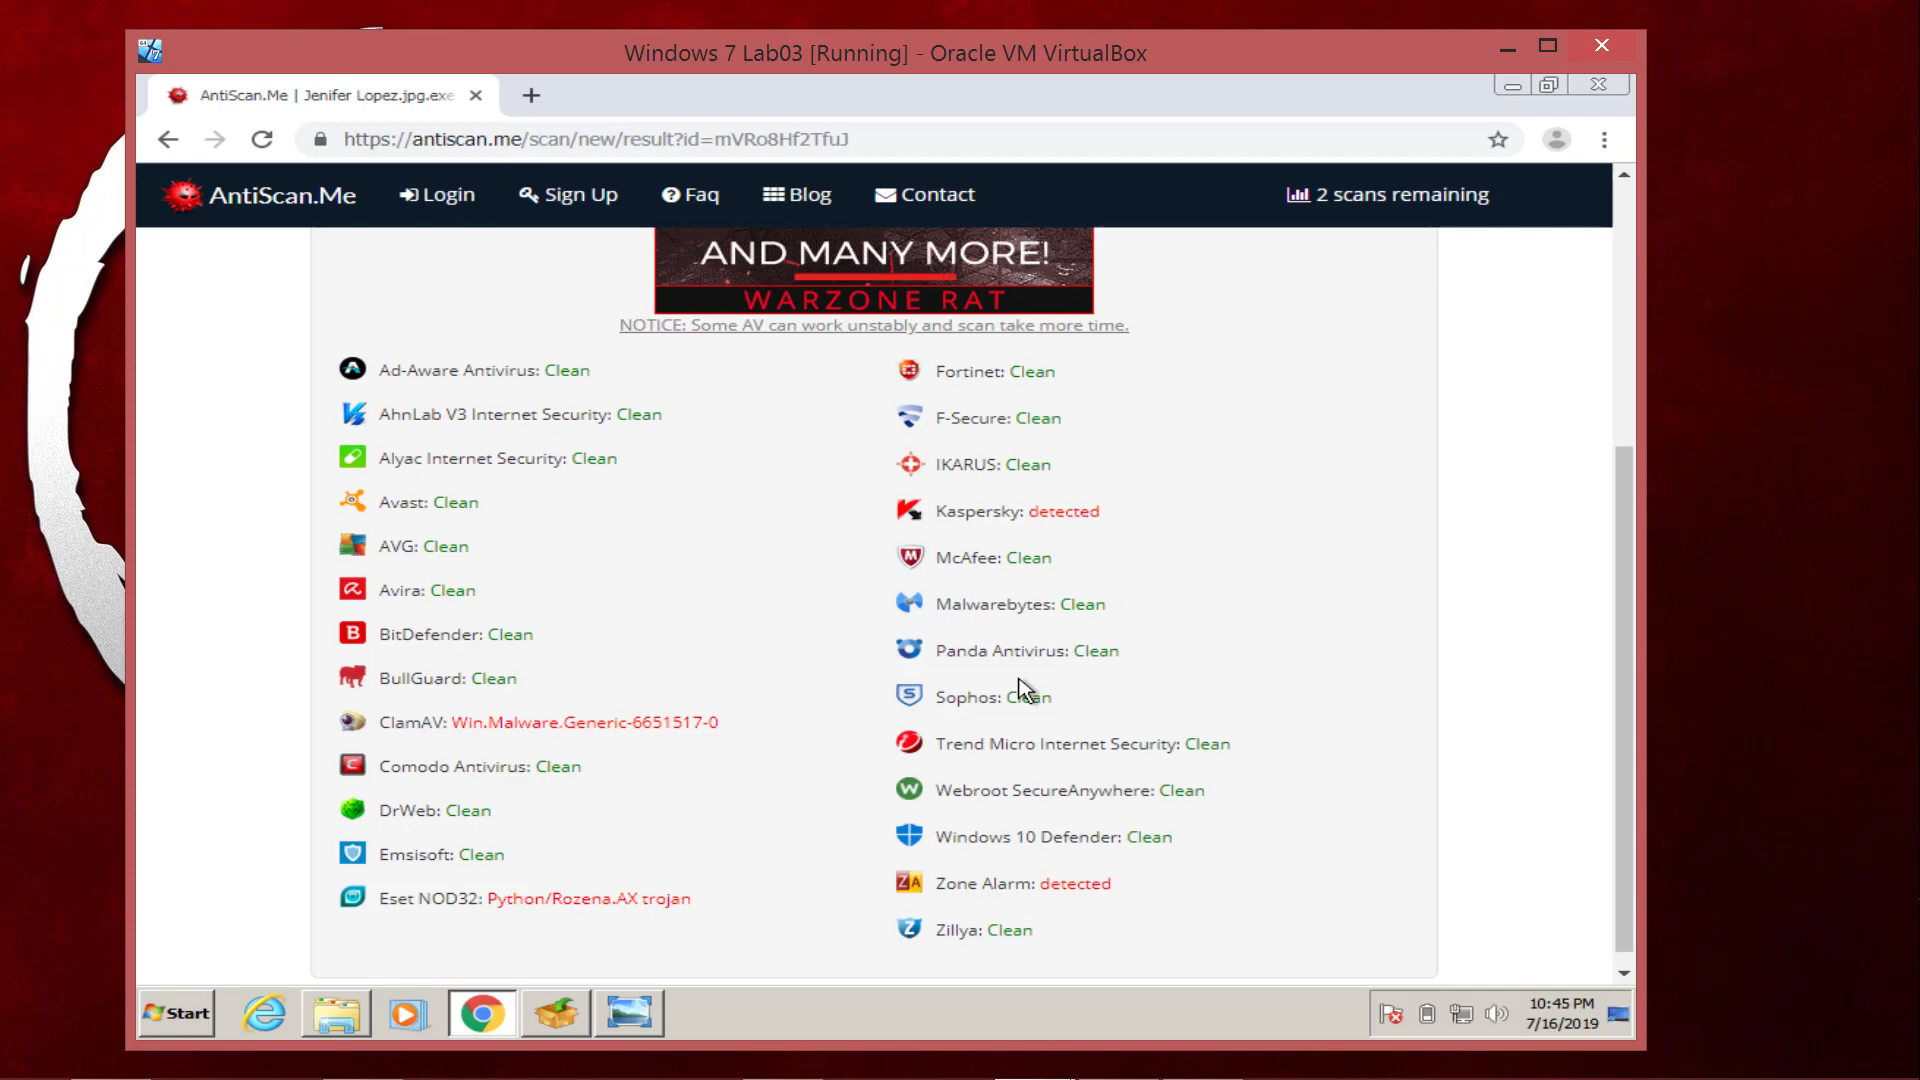 Windows 7 Lab03 [Running] - Oracle VM VirtualBox
AntiScan.Me | Jenifer Lopez.jpg.exe
https://antiscan.me/scan/new/result?id=mVRo8Hf2TfuJ
AntiScan.Me Login Sign Up Faq Blog Contact 2 scans remaining
AND MANY MORE!
WARZONE RAT
NOTICE: Some AV can work unstably and scan take more time.
Ad-Aware Antivirus: Clean
AhnLab V3 Internet Security: Clean
Alyac Internet Security: Clean
Avast: Clean
AVG: Clean
Avira: Clean
BitDefender: Clean
BullGuard: Clean
ClamAV: Win.Malware.Generic-6651517-0
Comodo Antivirus: Clean
DrWeb: Clean
Emsisoft: Clean
Eset NOD32: Python/Rozena.AX trojan
Fortinet: Clean
F-Secure: Clean
IKARUS: Clean
Kaspersky: detected
McAfee: Clean
Malwarebytes: Clean
Panda Antivirus: Clean
Sophos: Clean
Trend Micro Internet Security: Clean
Webroot SecureAnywhere: Clean
Windows 10 Defender: Clean
Zone Alarm: detected
Zillya: Clean
Start
10:45 PM
7/16/2019